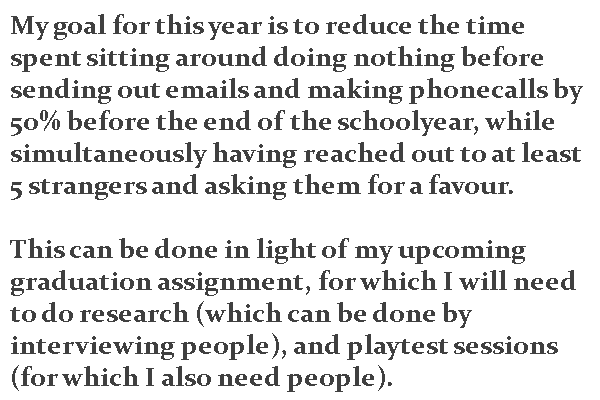 My goal for this year is to reduce the time
spent sitting around doing nothing before
sending out emails and making phonecalls by
50% before the end of the schoolyear, while
simultaneously having reached out to at least
5 strangers and asking them for a favour.

This can be done in light of my upcoming
graduation assignment, for which I will need
to do research (which can be done by
interviewing people), and playtest sessions
(for which I also need people).